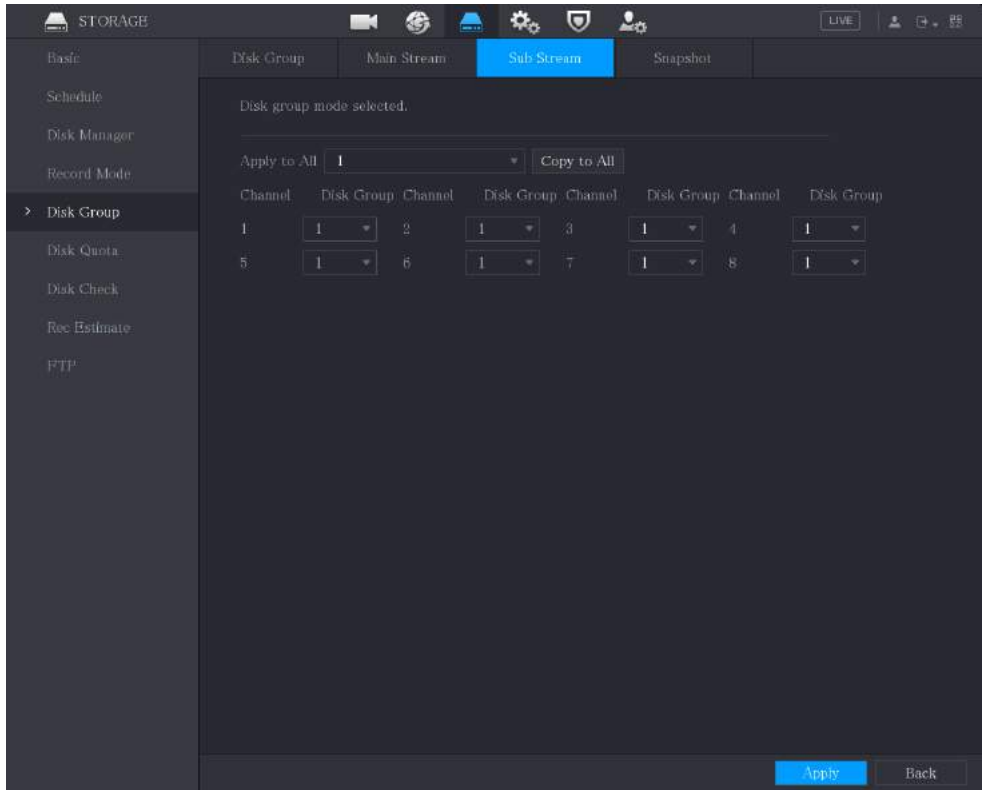 STORAGE
LIVE
Basic
Schedule
Disk Manager
Record Mode
> Disk Group
Disk Quota
Disk Check
Rec Estimate
FTP
Disk Group Main Stream Sub Stream Snapshot
Disk group mode selected.
Apply to All 1 Copy to All
Channel Disk Group Channel Disk Group Channel Disk Group Channel Disk Group
1 1 2 1 3 1 4 1
5 1 6 1 7 1 8 1
Apply Back